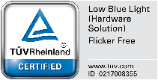 TÜVRheinland
CERTIFIED
Low Blue Light
(Hardware
Solution)
Flicker Free
www.tuv.com
ID 0217008355